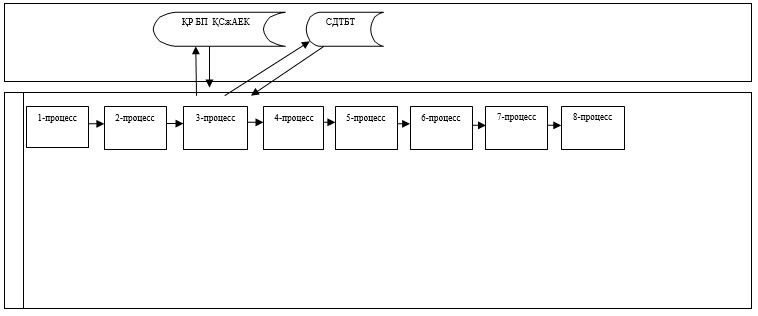 ҚР БП ҚСжАЕК
СДТБТ
1-процесс
2-процесс
3-процесс
4-процесс
5-процесс
6-процесс
7-процесс
8-процесс